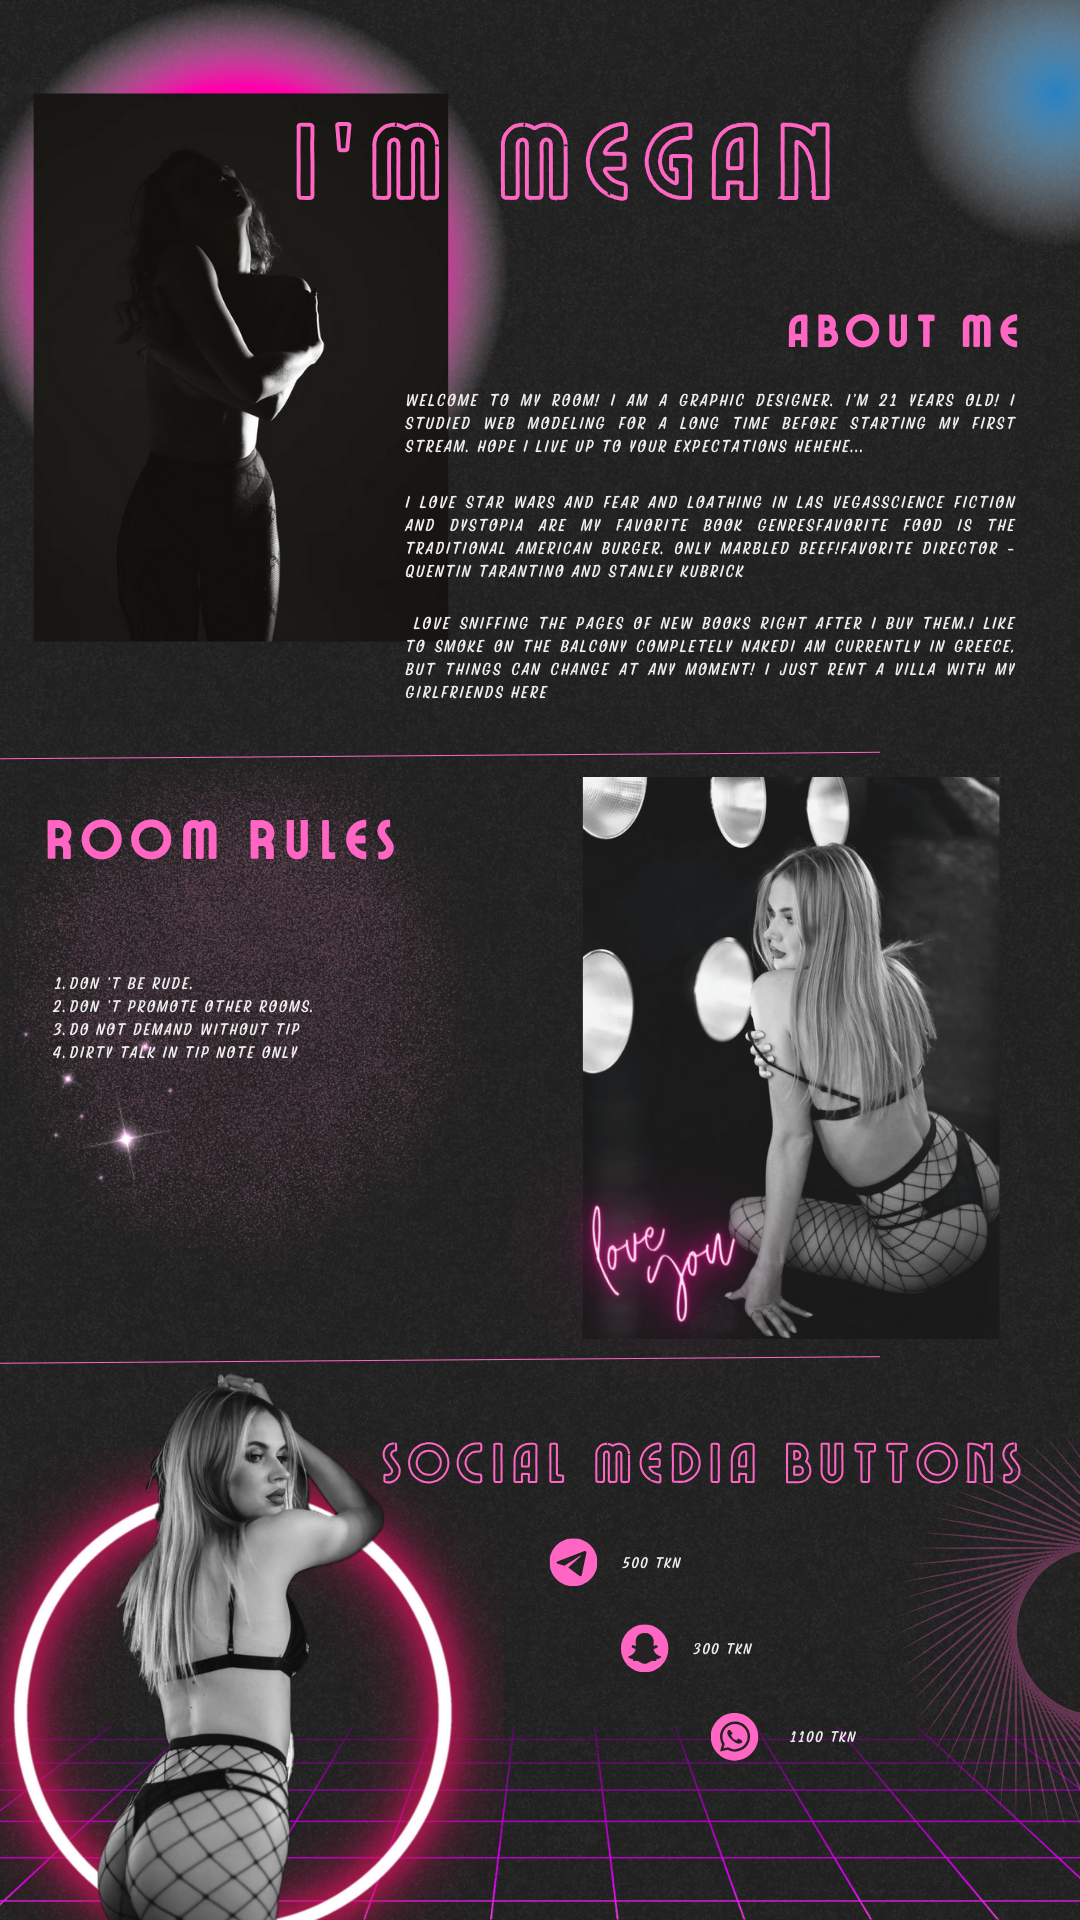 I'M MEGAN
ABOUT ME
WELCOME TO MY ROOM! I AM A GRAPHIC DESIGNER. I'M 21 YEARS OLD! I
STUDIED WEB MODELING FOR A LONG TIME BEFORE STARTING MY FIRST
STREAM. HOPE I LIVE UP TO YOUR EXPECTATIONS HEHEHE...
I LOVE STAR WARS AND FEAR AND LOATHING IN LAS VEGASSCIENCE FICTION
AND DYSTOPIA ARE MY FAVORITE BOOK GENRESFAVORITE FOOD IS THE
TRADITIONAL AMERICAN BURGER. ONLY MARBLED BEEF!FAVORITE DIRECTOR -
QUENTIN TARANTINO AND STANLEY KUBRICK
LOVE SNIFFING THE PAGES OF NEW BOOKS RIGHT AFTER I BUY THEM.I LIKE
TO SMOKE ON THE BALCONY COMPLETELY NAKEDI AM CURRENTLY IN GREECE,
BUT THINGS CAN CHANGE AT ANY MOMENT! I JUST RENT A VILLA WITH MY
GIRLFRIENDS HERE
ROOM RULES
1. DON 'T BE RUDE.
2. DON 'T PROMOTE OTHER ROOMS.
3. DO NOT DEMAND WITHOUT TIP
4. DIRTY TALK IN TIP NOTE ONLY
love
you
SOCIAL MEDIA BUTTONS
500 TKN
300 TKN
1100 TKN